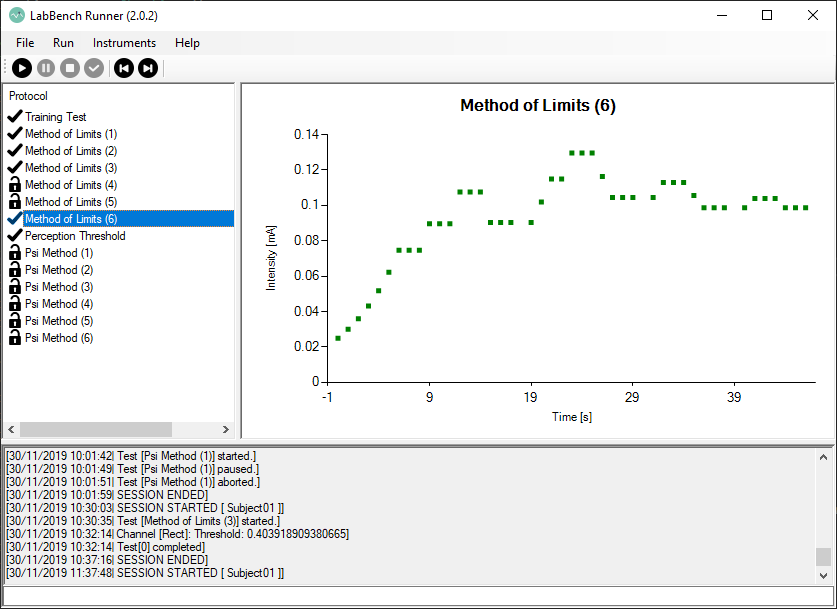 LabBench Runner (2.0.2)
File Run Instruments Help
Protocol
Training Test
Method of Limits (1)
Method of Limits (2)
Method of Limits (3)
Method of Limits (4)
Method of Limits (5)
Method of Limits (6)
Perception Threshold
Psi Method (1)
Psi Method (2)
Psi Method (3)
Psi Method (4)
Psi Method (5)
Psi Method (6)
Method of Limits (6)
Intensity [mA]
0.14
0.12
0.1
0.08
0.06
0.04
0.02
0
-1 9 19 29 39
Time [s]
[30/11/2019 10:01:42| Test [Psi Method (1)] started.]
[30/11/2019 10:01:49| Test [Psi Method (1)] paused.]
[30/11/2019 10:01:51| Test [Psi Method (1)] aborted.]
[30/11/2019 10:01:59| SESSION ENDED]
[30/11/2019 10:30:03| SESSION STARTED [ Subject01 ]]
[30/11/2019 10:30:35| Test [Method of Limits (3)] started.]
[30/11/2019 10:32:14| Channel [Rect]: Threshold: 0.403918909380665]
[30/11/2019 10:32:14| Test[0] completed]
[30/11/2019 10:37:16| SESSION ENDED]
[30/11/2019 11:37:48| SESSION STARTED [ Subject01 ]]